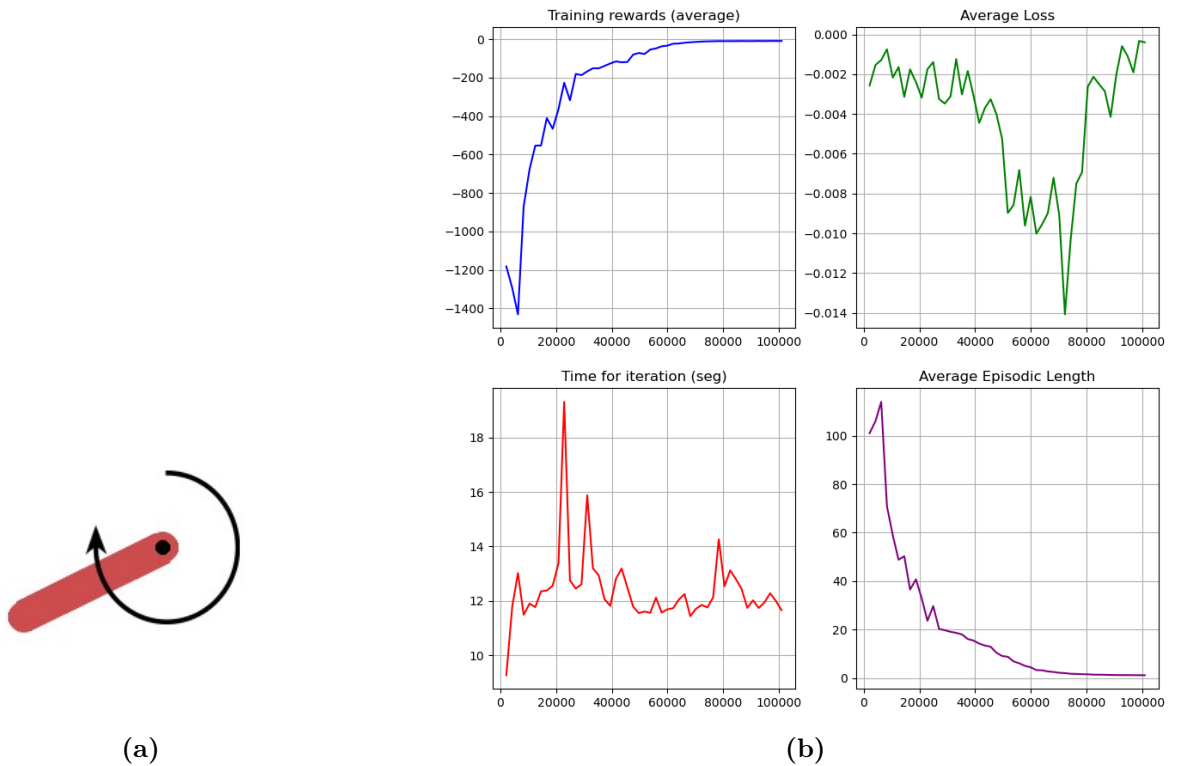 Training rewards (average)
0
−200
−400
−600
−800
−1000
−1200
−1400
0 20000 40000 60000 80000 100000
Average Loss
0.000
−0.002
−0.004
−0.006
−0.008
−0.010
−0.012
−0.014
0 20000 40000 60000 80000 100000
Time for iteration (seg)
18
16
14
12
10
0 20000 40000 60000 80000 100000
Average Episodic Length
100
80
60
40
20
0
0 20000 40000 60000 80000 100000
(a)
(b)